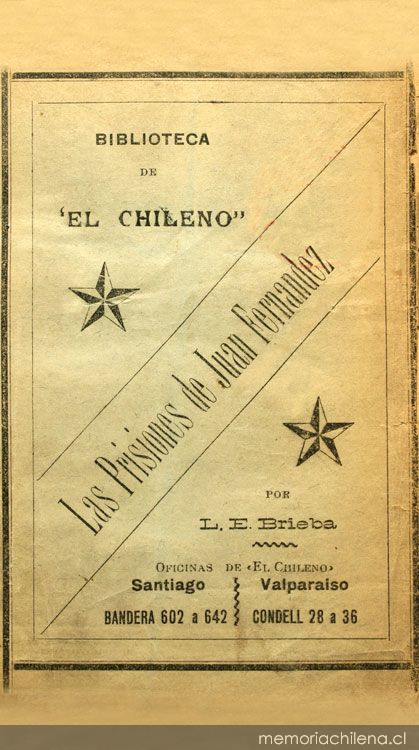 BIBLIOTECA
DE
'EL CHILENO"
Las Prisiones de Juan Fernandez
POR
L. E. Brieba
OFICINAS DE «EL CHILENO»
Santiago Valparaiso
BANDERA 602 a 642 CONDELL 28 a 36
memoriachilena.cl